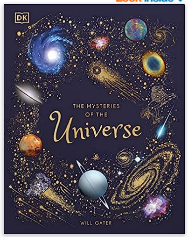 DK
THE MYSTERIES
OF THE
Universe
WILL GATER